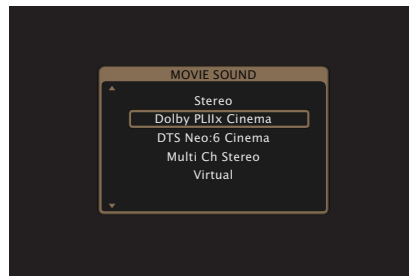 MOVIE SOUND
Stereo
Dolby PLIIx Cinema
DTS Neo:6 Cinema
Multi Ch Stereo
Virtual